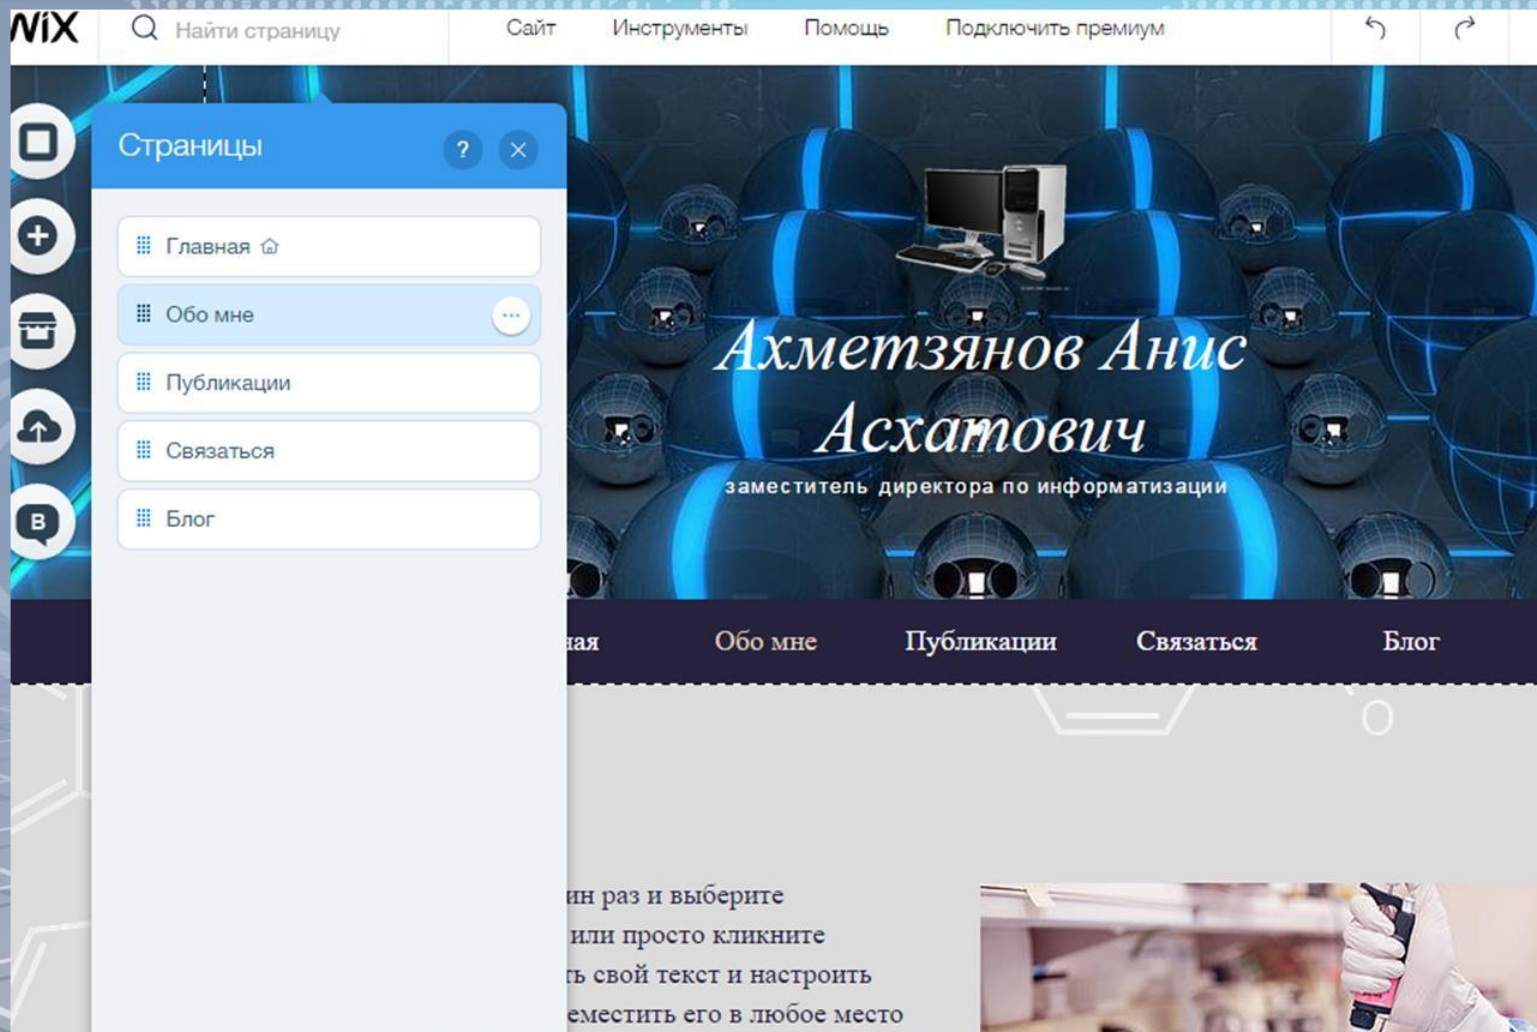 WiX
Найти страницу
Сайт
Инструменты
Помощь
Подключить премиум
Страницы
?
Главная
Обо мне
Публикации
Связаться
Блог
B
Ахметзянов Анис
Асхатович
заместитель директора по информатизации
ная
Обо мне
Публикации
Связаться
Блог
O
ин раз и выберите
или просто кликните
ть свой текст и настроить
еместить его в любое место